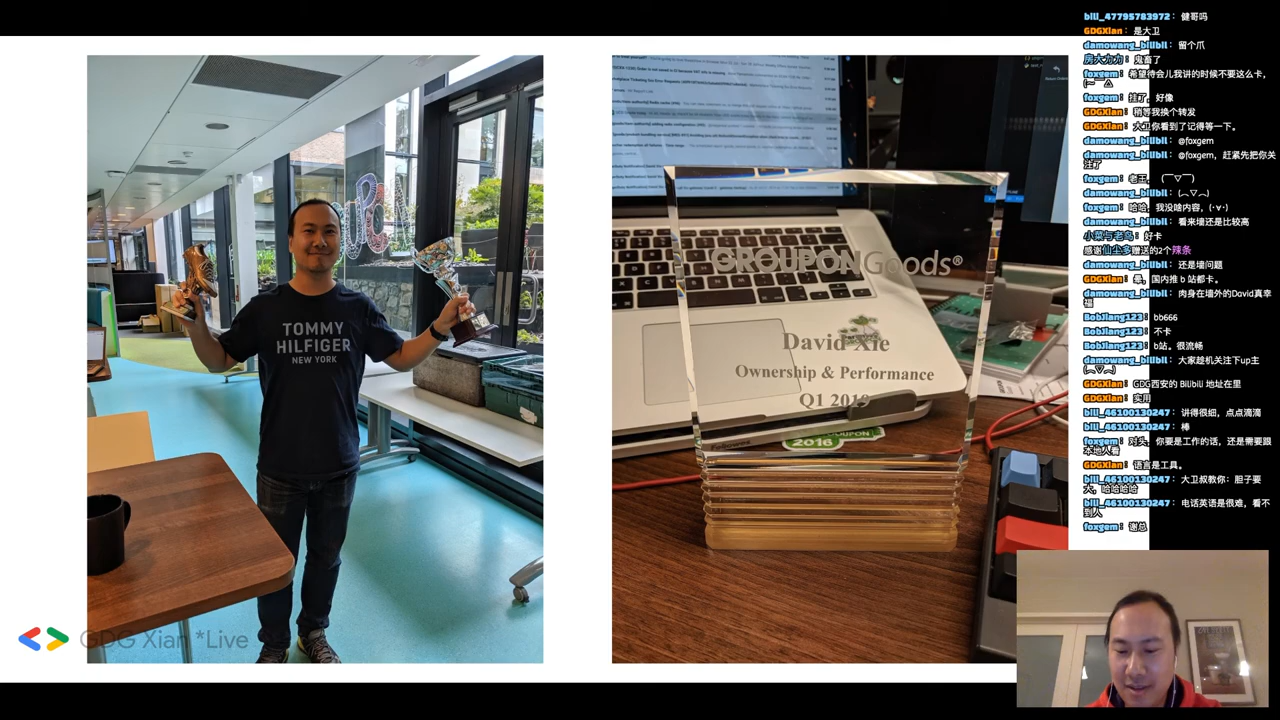 TOMMY
HILFIGER
NEW YORK
GROUPONGoods®
David Xie
Ownership & Performance
Q1 2019
Fellowes
GROUPON
2016
GDG Xian *Live
bili_47795783972： 健哥吗
GDGXian： 是大卫
damowang_bilibili： 留个爪
房大方方： 鬼畜了
foxgem： 希望待会儿我讲的时候不要这么卡，
foxgem： 挂了，好像
GDGXian： 稍等我换个转发
GDGXian： 大卫你看到了记得等一下。
damowang_bilibili： @foxgem
damowang_bilibili： @foxgem，赶紧先把你关
注了
foxgem： 老王，(￣▽￣)
damowang_bilibili： (︿▽︿)
foxgem： 哈哈，我没啥内容，(·v·)
damowang_bilibili： 看来墙还是比较高
小菜与老鸟： 好卡
感谢仙尘多赠送的2个辣条
damowang_bilibili： 还是墙问题
GDGXian： 晕，国内推 b 站都卡。
damowang_bilibili： 肉身在墙外的David真幸
福
BobJiang123： bb666
BobJiang123： 不卡
BobJiang123： b站。很流畅
damowang_bilibili： 大家趁机关注下up主
(︿▽︿)
GDGXian： GDG西安的 Bilibili 地址在里
GDGXian： 实用
bili_46100130247： 讲得很细，点点滴滴
bili_46100130247： 棒
foxgem： 对头，你要是工作的话，还是需要跟
本地人看
GDGXian： 语言是工具。
bili_46100130247： 大卫叔教你：胆子要
大，哈哈哈哈
bili_46100130247： 电话英语是很难，看不
到人
foxgem： 谢总